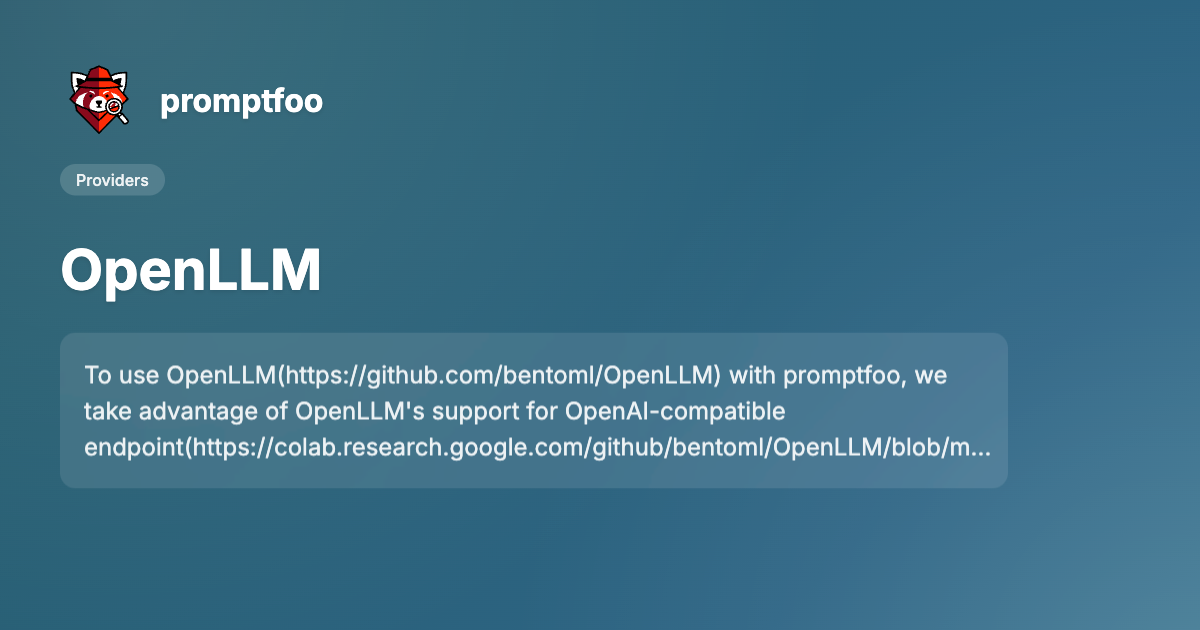 promptfoo
Providers
OpenLLM
To use OpenLLM(https://github.com/bentoml/OpenLLM) with promptfoo, we
take advantage of OpenLLM's support for OpenAI-compatible
endpoint(https://colab.research.google.com/github/bentoml/OpenLLM/blob/m...